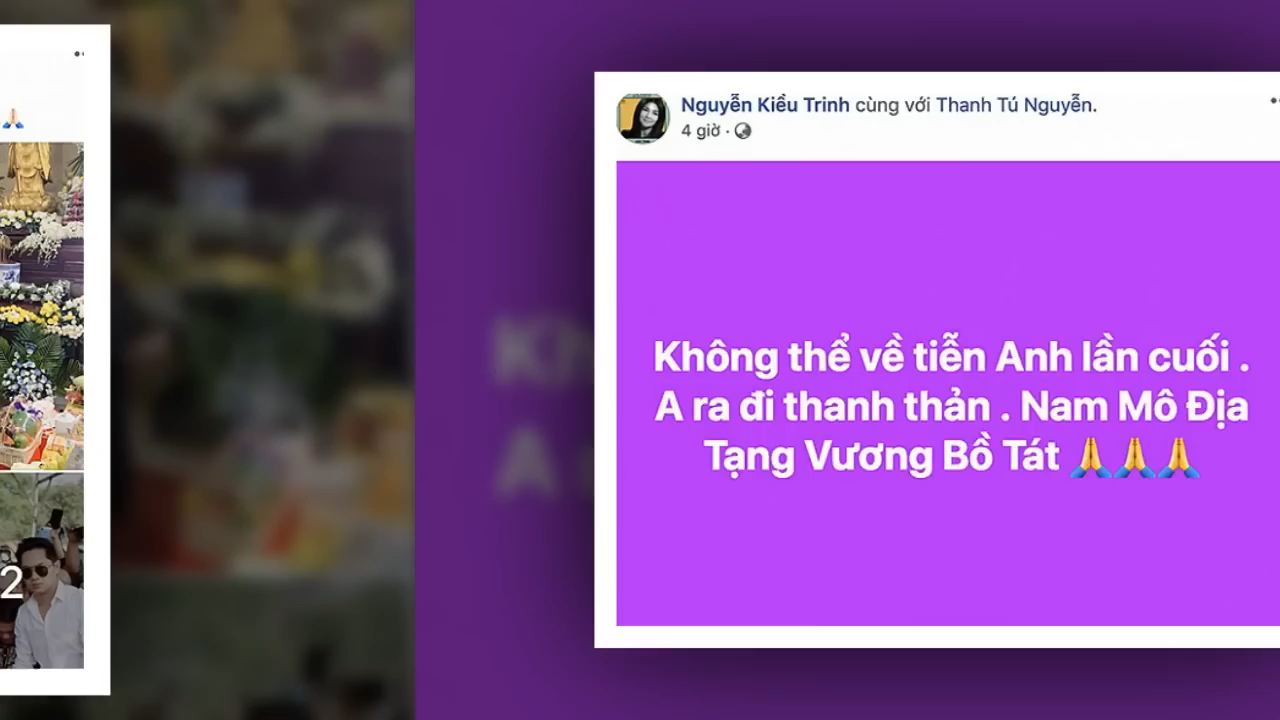 Nguyễn Kiều Trinh cùng với Thanh Tú Nguyễn.
4 giờ ·
Không thể về tiễn Anh lần cuối .
A ra đi thanh thản . Nam Mô Địa
Tạng Vương Bồ Tát 🙏🙏🙏
2